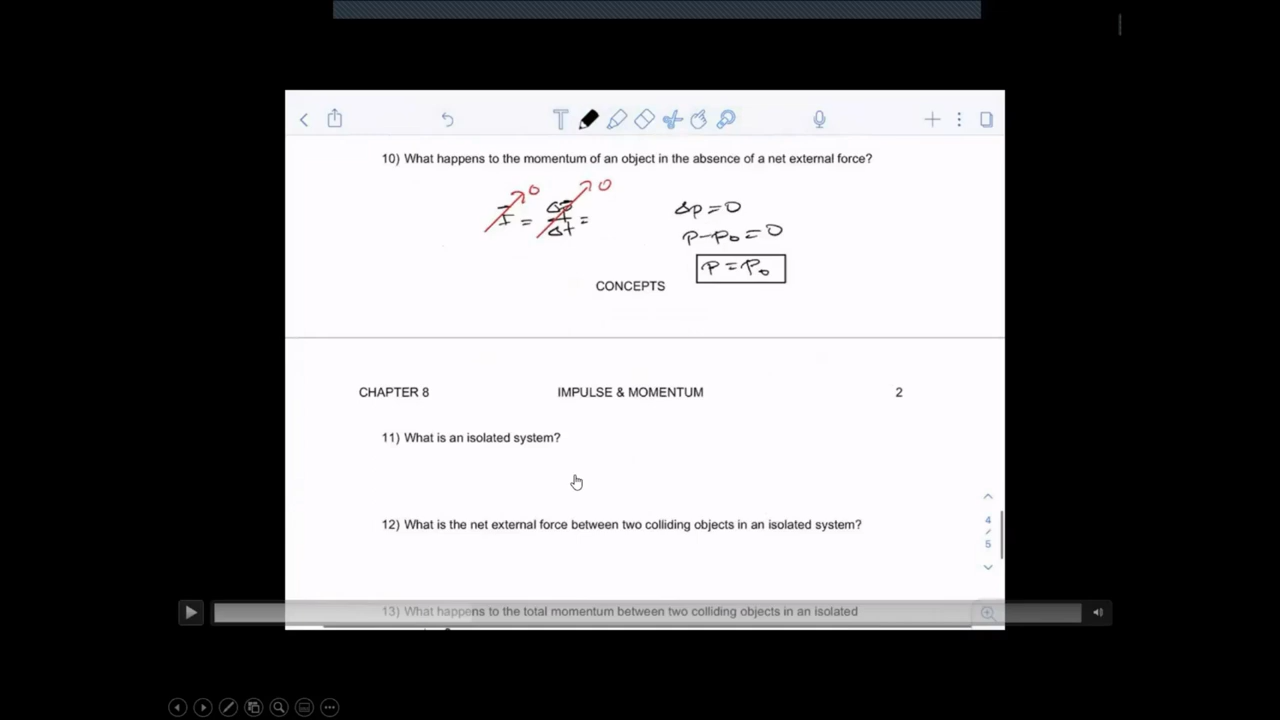 10) What happens to the momentum of an object in the absence of a net external force?
0 0
= Δp/Δt =
Δp = 0
p - p₀ = 0
p = p₀
CONCEPTS
CHAPTER 8 IMPULSE & MOMENTUM 2
11) What is an isolated system?
12) What is the net external force between two colliding objects in an isolated system?
4
/
5
13) What happens to the total momentum between two colliding objects in an isolated